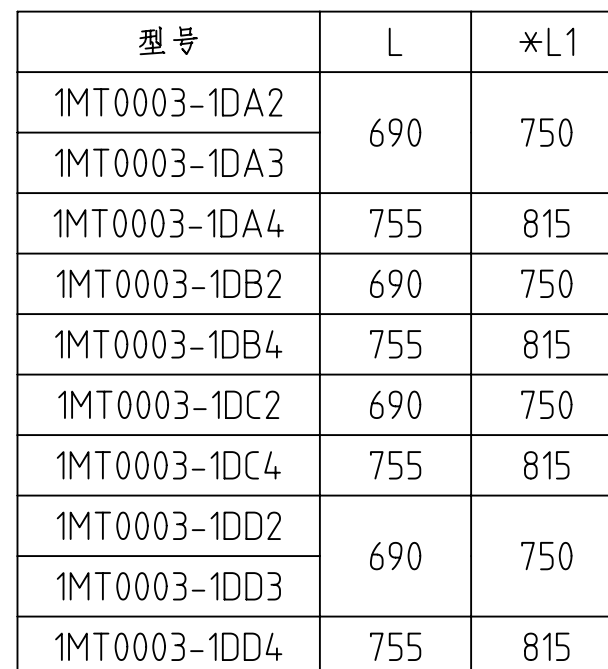 型号 L *L1
1MT0003-1DA2 690 750
1MT0003-1DA3
1MT0003-1DA4 755 815
1MT0003-1DB2 690 750
1MT0003-1DB4 755 815
1MT0003-1DC2 690 750
1MT0003-1DC4 755 815
1MT0003-1DD2 690 750
1MT0003-1DD3
1MT0003-1DD4 755 815